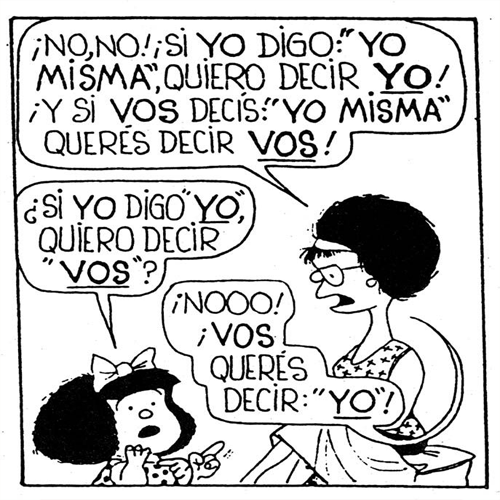 ¡NO, NO! ¡SI YO DIGO: "YO
MISMA", QUIERO DECIR YO!
¡Y SI VOS DECÍS: "YO MISMA"
QUERÉS DECIR VOS!
¿SI YO DIGO "YO",
QUIERO DECIR
"VOS"?
¡NOOO!
¡VOS
QUERÉS
DECIR: "YO"!